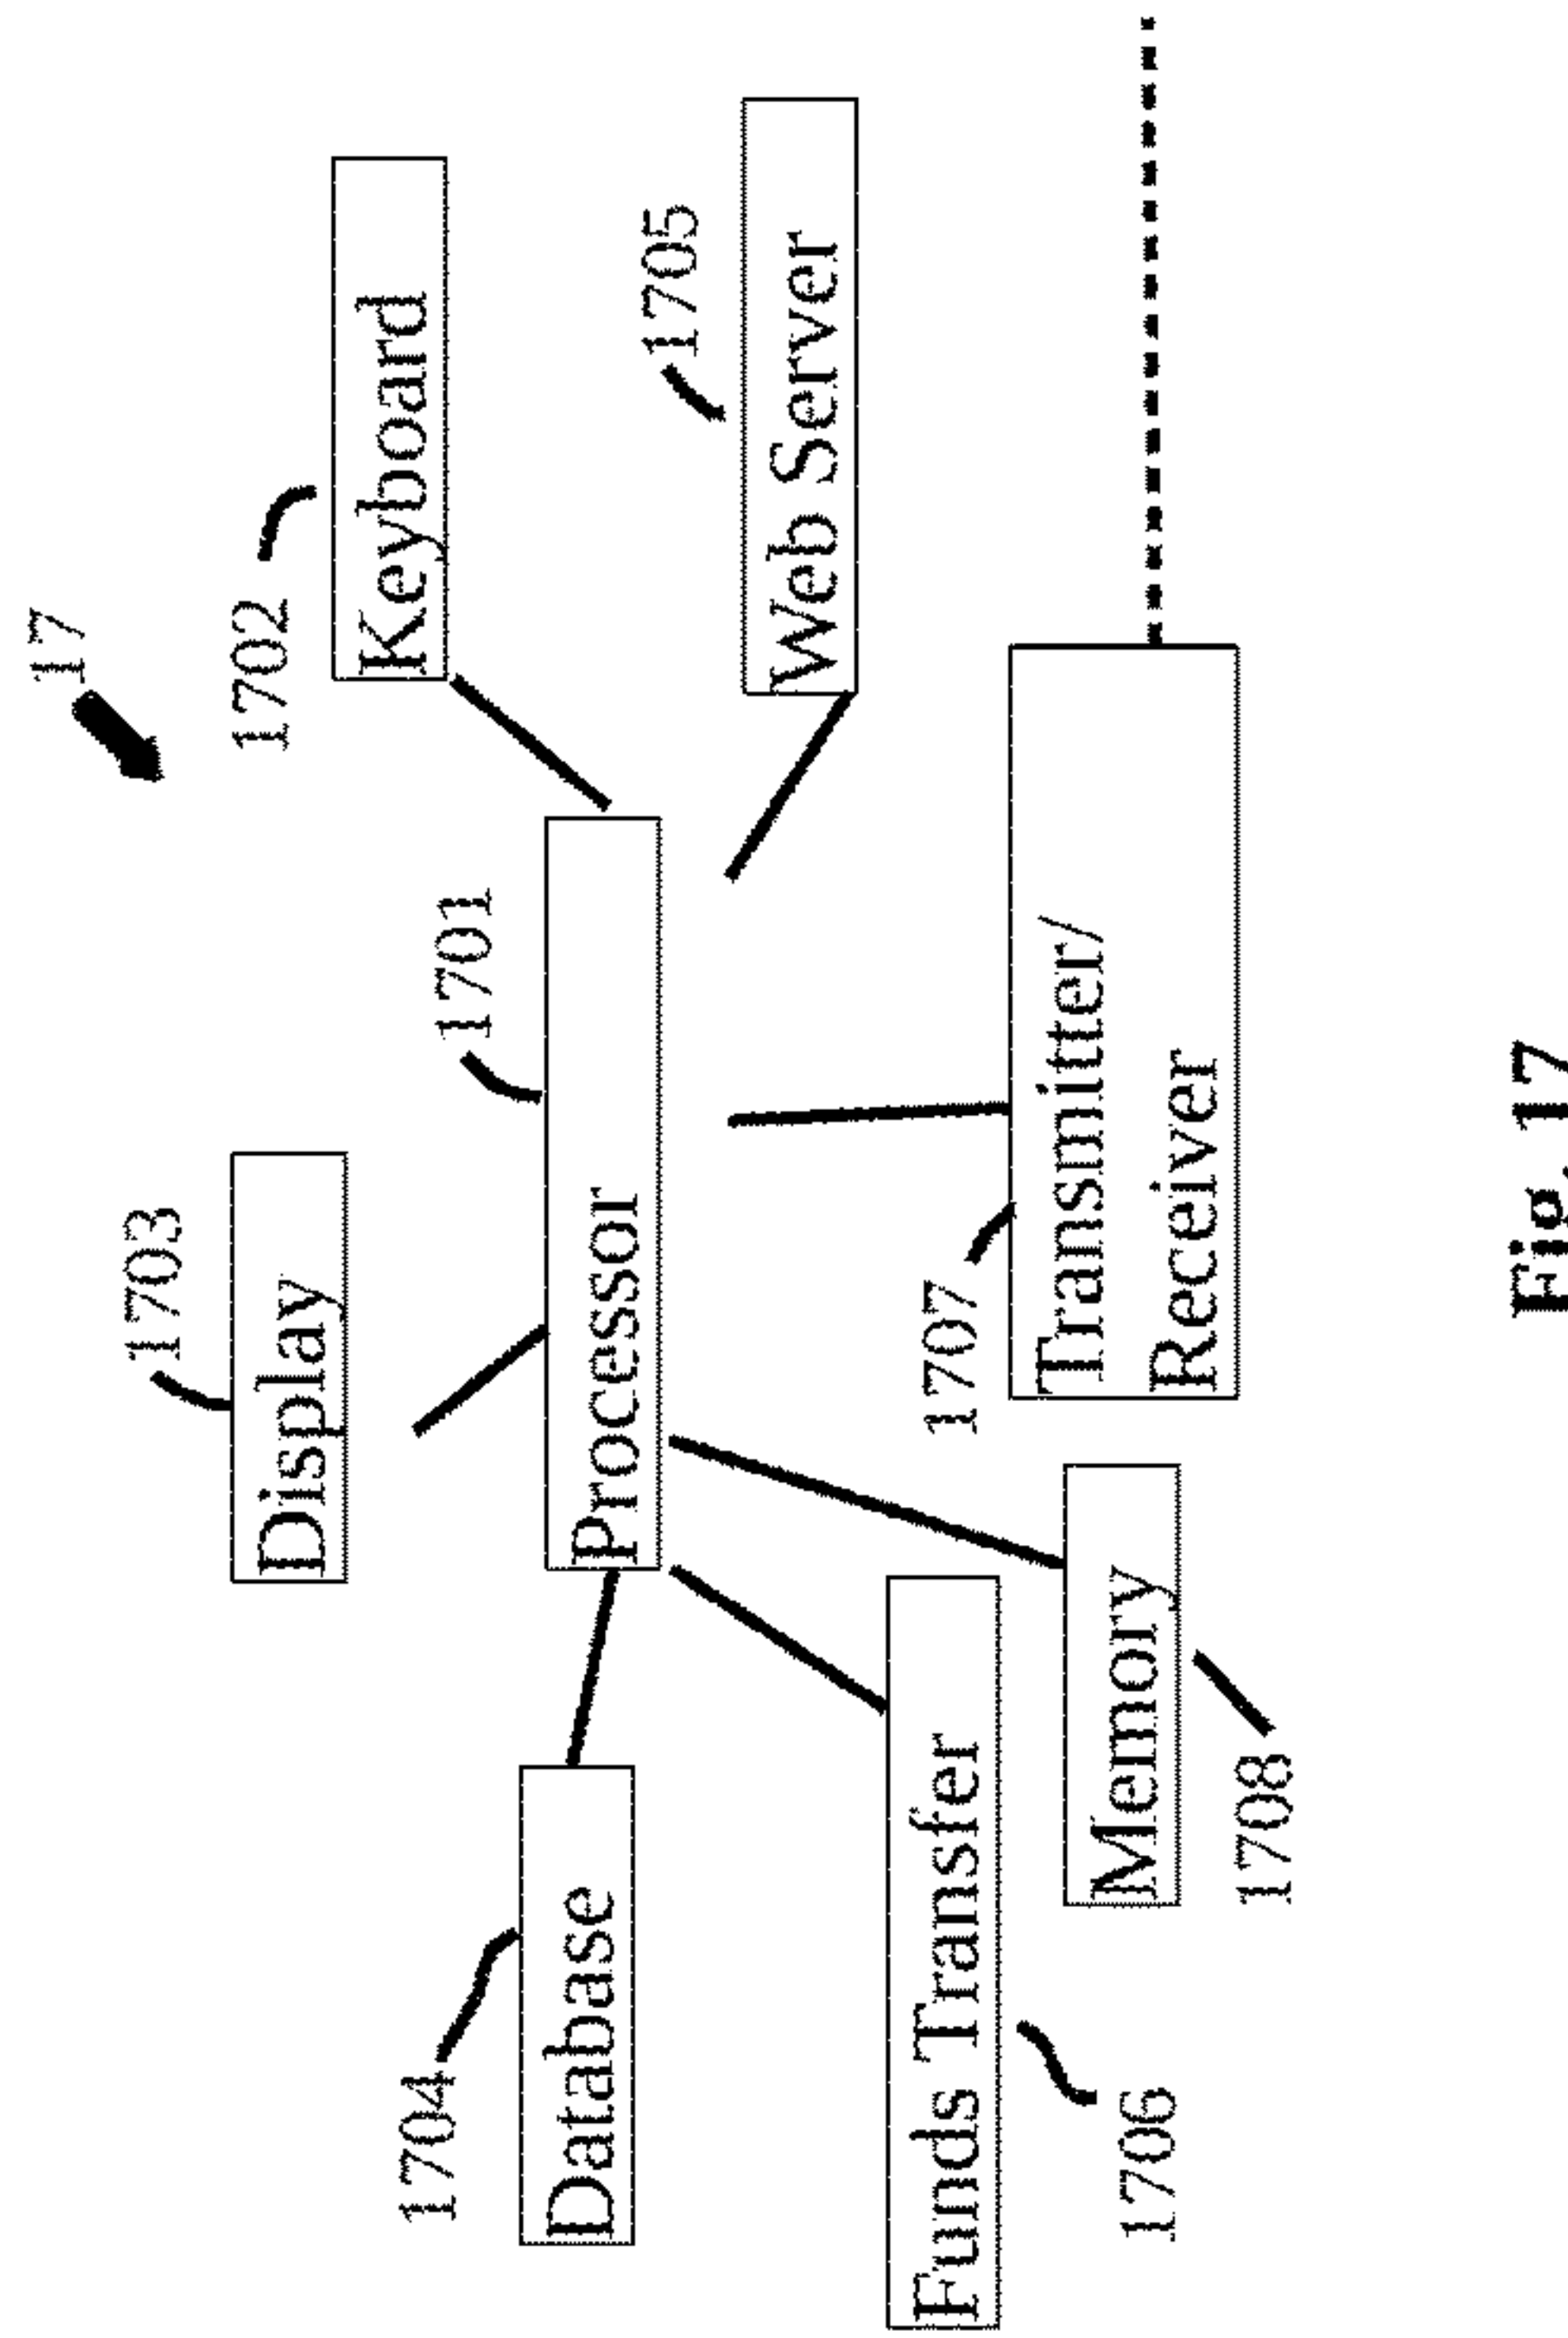 17
1703
Display
1702
Keyboard
1701
Processor
1704
Database
1705
Web Server
Funds Transfer
1706
1707
Transmitter/
Receiver
Memory
1708
Fig. 17